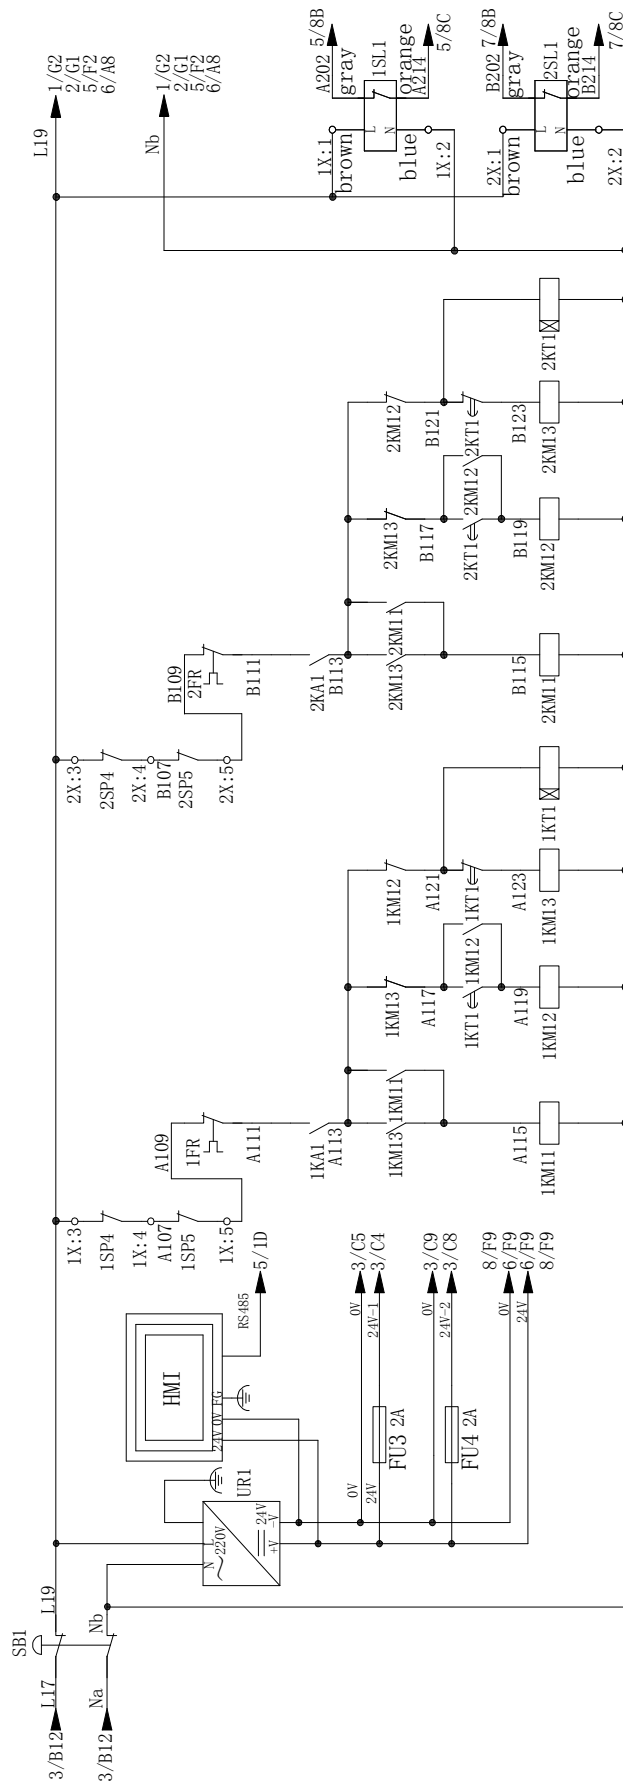 3/B12
L17
SB1
L19
3/B12
Na
Nb
N
L
220V
24V
+V
-V
UR1
HMI
24V
0V
FG
RS485
5/1D
0V
24V
FU3 2A
0V
24V-1
3/C5
3/C4
FU4 2A
0V
24V-2
3/C9
3/C8
0V
24V
8/F9
6/F9
6/F9
8/F9
1X:3
1SP4
1X:4
A107
1SP5
1X:5
A109
1FR
A111
1KA1
A113
1KM13
1KM11
A115
1KM11
1KM13
A117
1KT1
1KM12
A119
1KM12
1KM12
A121
1KT1
A123
1KM13
1KT1
2X:3
2SP4
2X:4
B107
2SP5
2X:5
B109
2FR
B111
2KA1
B113
2KM13
2KM11
B115
2KM11
2KM13
B117
2KT1
2KM12
B119
2KM12
2KM12
B121
2KT1
B123
2KM13
2KT1
L19
1/G2
2/G1
5/F2
6/A8
Nb
1/G2
2/G1
5/F2
6/A8
1X:1
brown
A202
gray
5/8B
L
N
1SL1
orange
A214
5/8C
blue
1X:2
2X:1
brown
B202
gray
7/8B
L
N
2SL1
orange
B214
7/8C
blue
2X:2